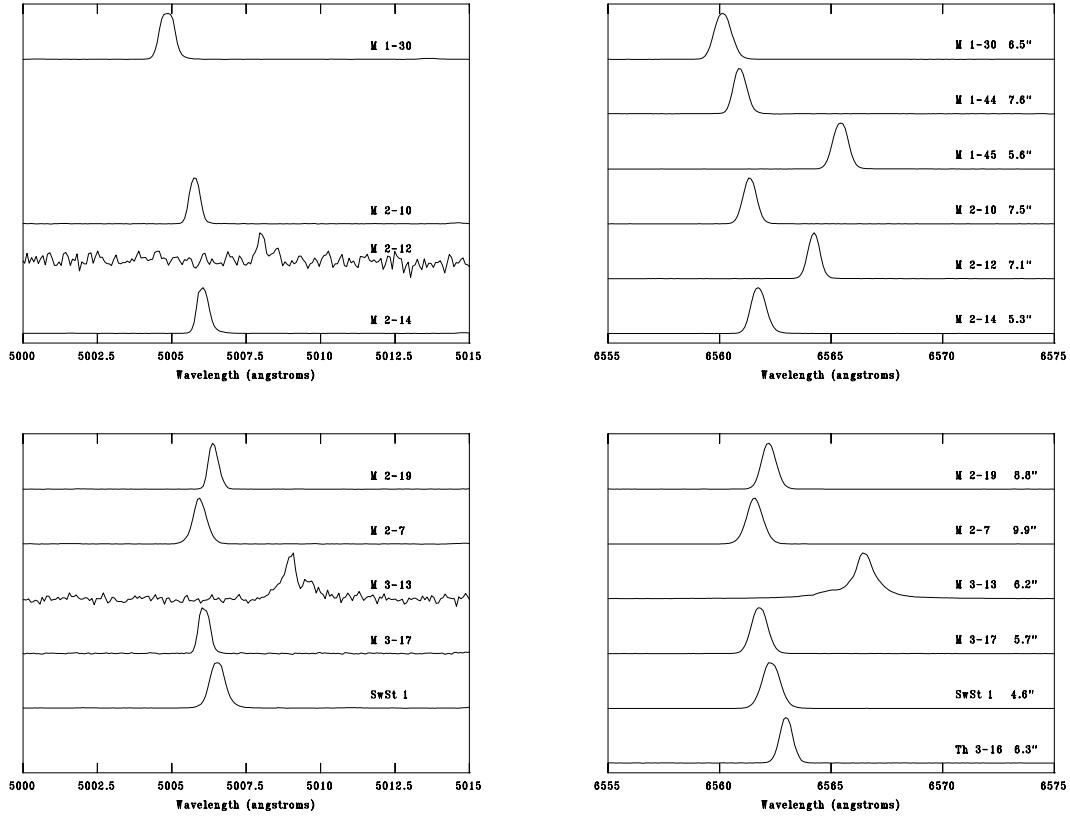 M 1-30
M 2-10
M 2-12
M 2-14
5000 5002.5 5005 5007.5 5010 5012.5 5015
Wavelength (angstroms)
M 1-30 6.5"
M 1-44 7.6"
M 1-45 5.6"
M 2-10 7.5"
M 2-12 7.1"
M 2-14 5.3"
6555 6560 6565 6570 6575
Wavelength (angstroms)
M 2-19
M 2-7
M 3-13
M 3-17
SwSt 1
5000 5002.5 5005 5007.5 5010 5012.5 5015
Wavelength (angstroms)
M 2-19 8.8"
M 2-7 9.9"
M 3-13 6.2"
M 3-17 5.7"
SwSt 1 4.6"
Th 3-16 6.3"
6555 6560 6565 6570 6575
Wavelength (angstroms)